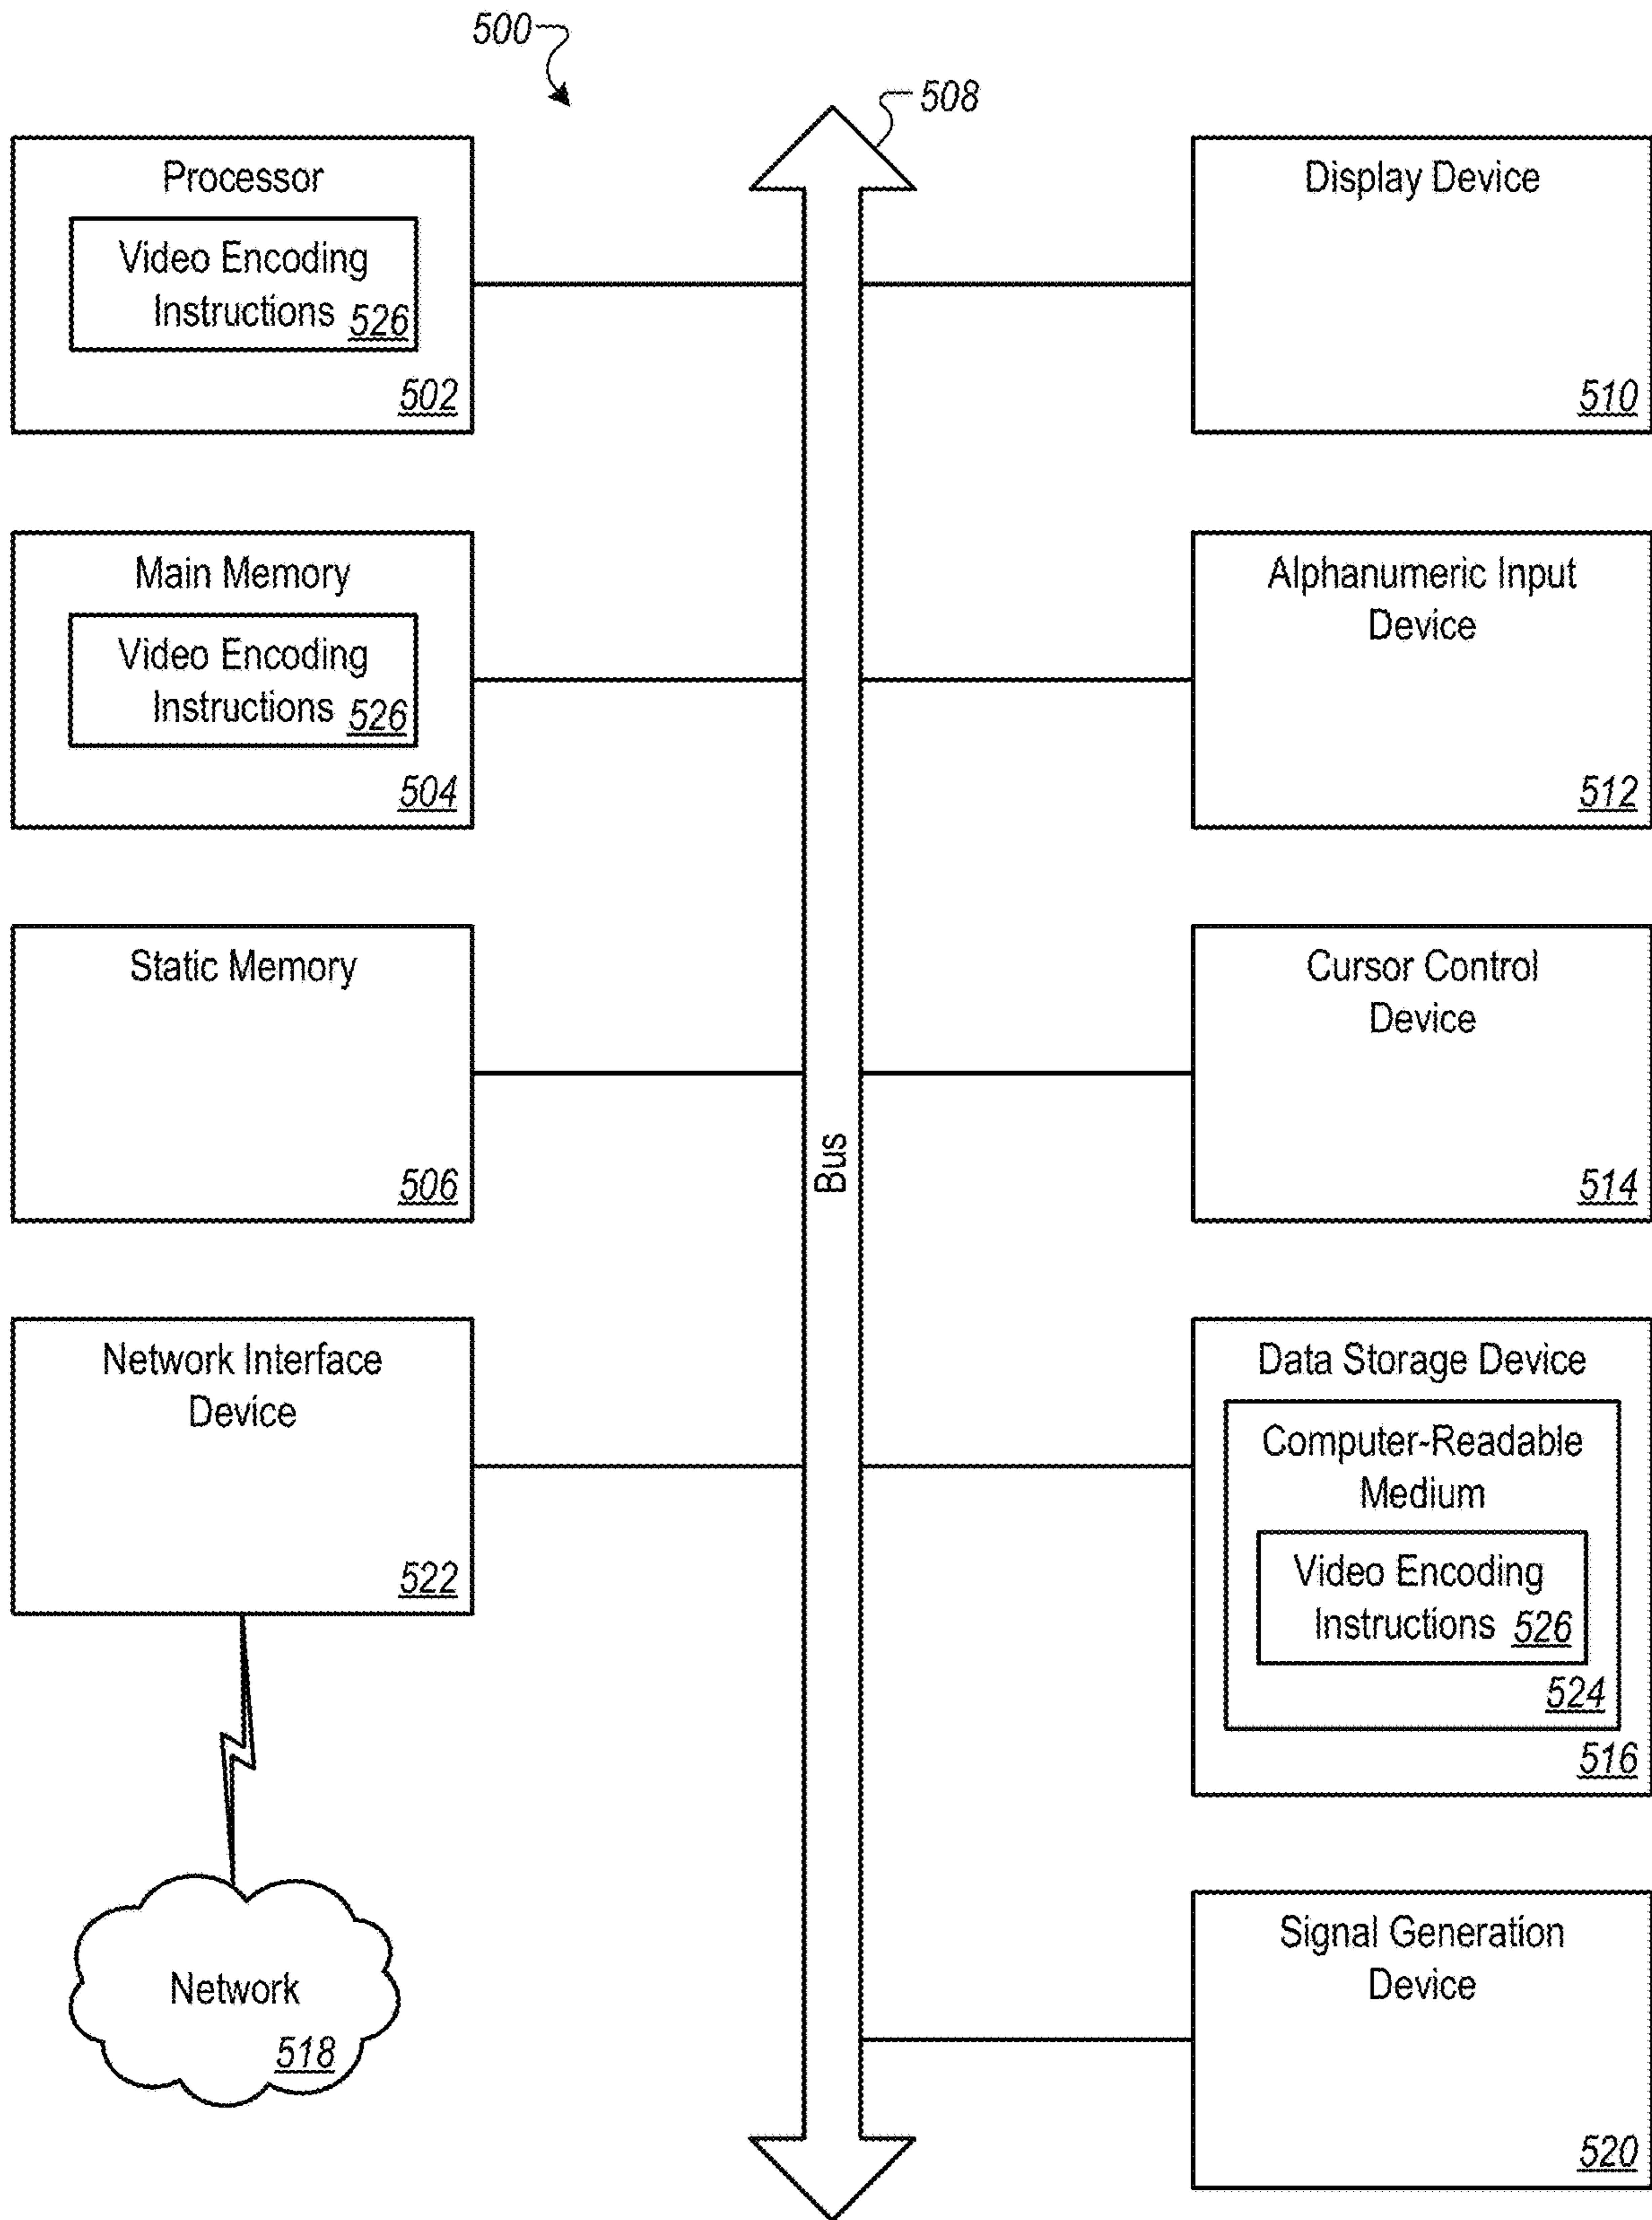 500
508
Processor
Video Encoding
Instructions 526
502
Main Memory
Video Encoding
Instructions 526
504
Static Memory
506
Network Interface
Device
522
Network
518
Bus
Display Device
510
Alphanumeric Input
Device
512
Cursor Control
Device
514
Data Storage Device
Computer-Readable
Medium
Video Encoding
Instructions 526
524
516
Signal Generation
Device
520